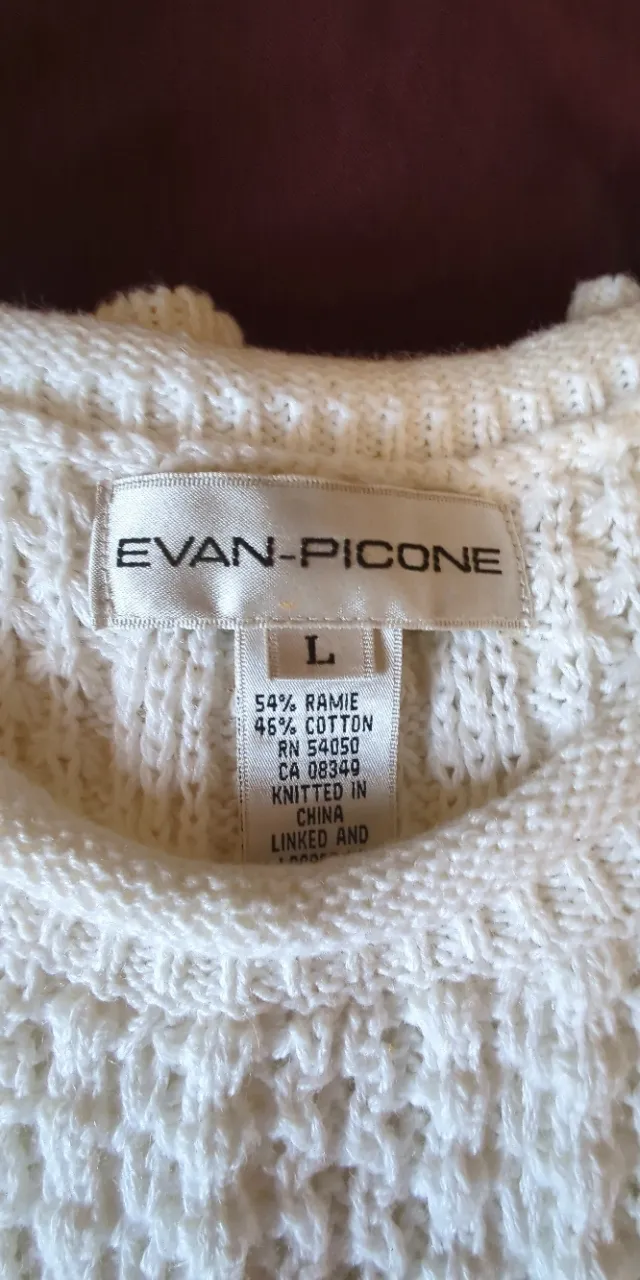 EVAN-PICONE
L
54% RAMIE
46% COTTON
RN 54050
CA 08349
KNITTED IN
CHINA
LINKED AND